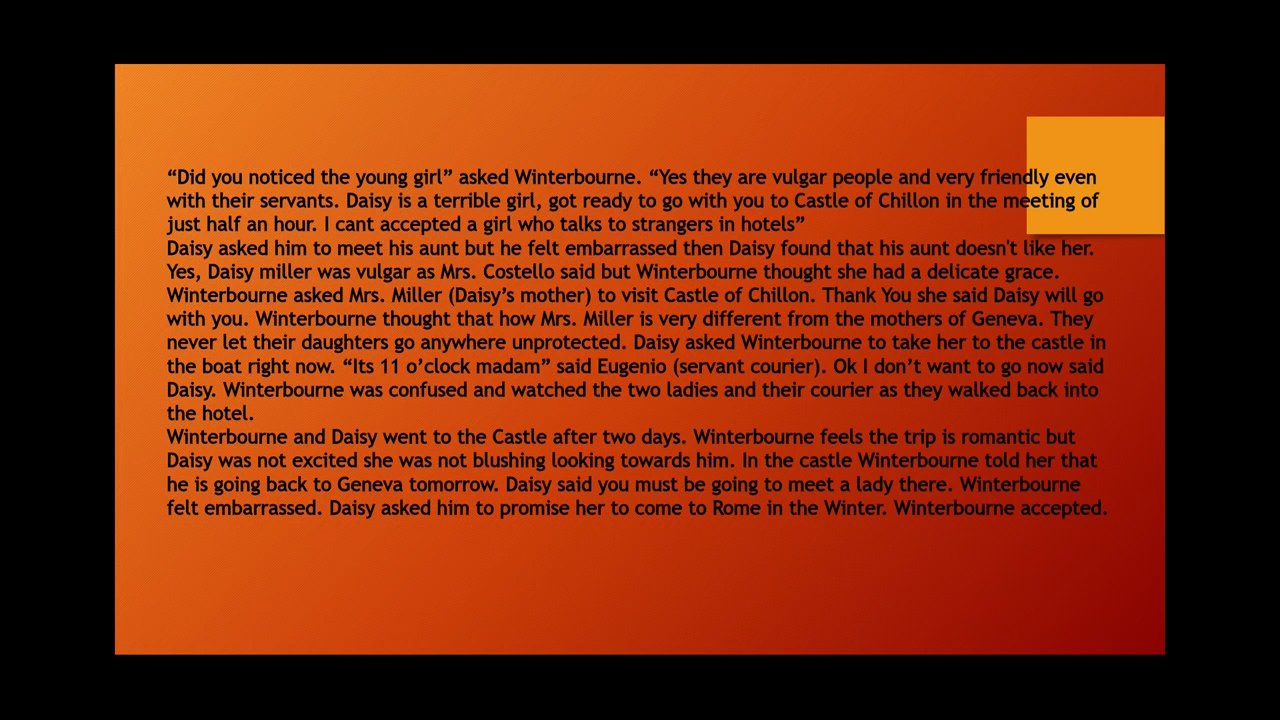 “Did you noticed the young girl” asked Winterbourne. “Yes they are vulgar people and very friendly even
with their servants. Daisy is a terrible girl, got ready to go with you to Castle of Chillon in the meeting of
just half an hour. I cant accepted a girl who talks to strangers in hotels”
Daisy asked him to meet his aunt but he felt embarrassed then Daisy found that his aunt doesn't like her.
Yes, Daisy miller was vulgar as Mrs. Costello said but Winterbourne thought she had a delicate grace.
Winterbourne asked Mrs. Miller (Daisy’s mother) to visit Castle of Chillon. Thank You she said Daisy will go
with you. Winterbourne thought that how Mrs. Miller is very different from the mothers of Geneva. They
never let their daughters go anywhere unprotected. Daisy asked Winterbourne to take her to the castle in
the boat right now. “Its 11 o’clock madam” said Eugenio (servant courier). Ok I don’t want to go now said
Daisy. Winterbourne was confused and watched the two ladies and their courier as they walked back into
the hotel.
Winterbourne and Daisy went to the Castle after two days. Winterbourne feels the trip is romantic but
Daisy was not excited she was not blushing looking towards him. In the castle Winterbourne told her that
he is going back to Geneva tomorrow. Daisy said you must be going to meet a lady there. Winterbourne
felt embarrassed. Daisy asked him to promise her to come to Rome in the Winter. Winterbourne accepted.